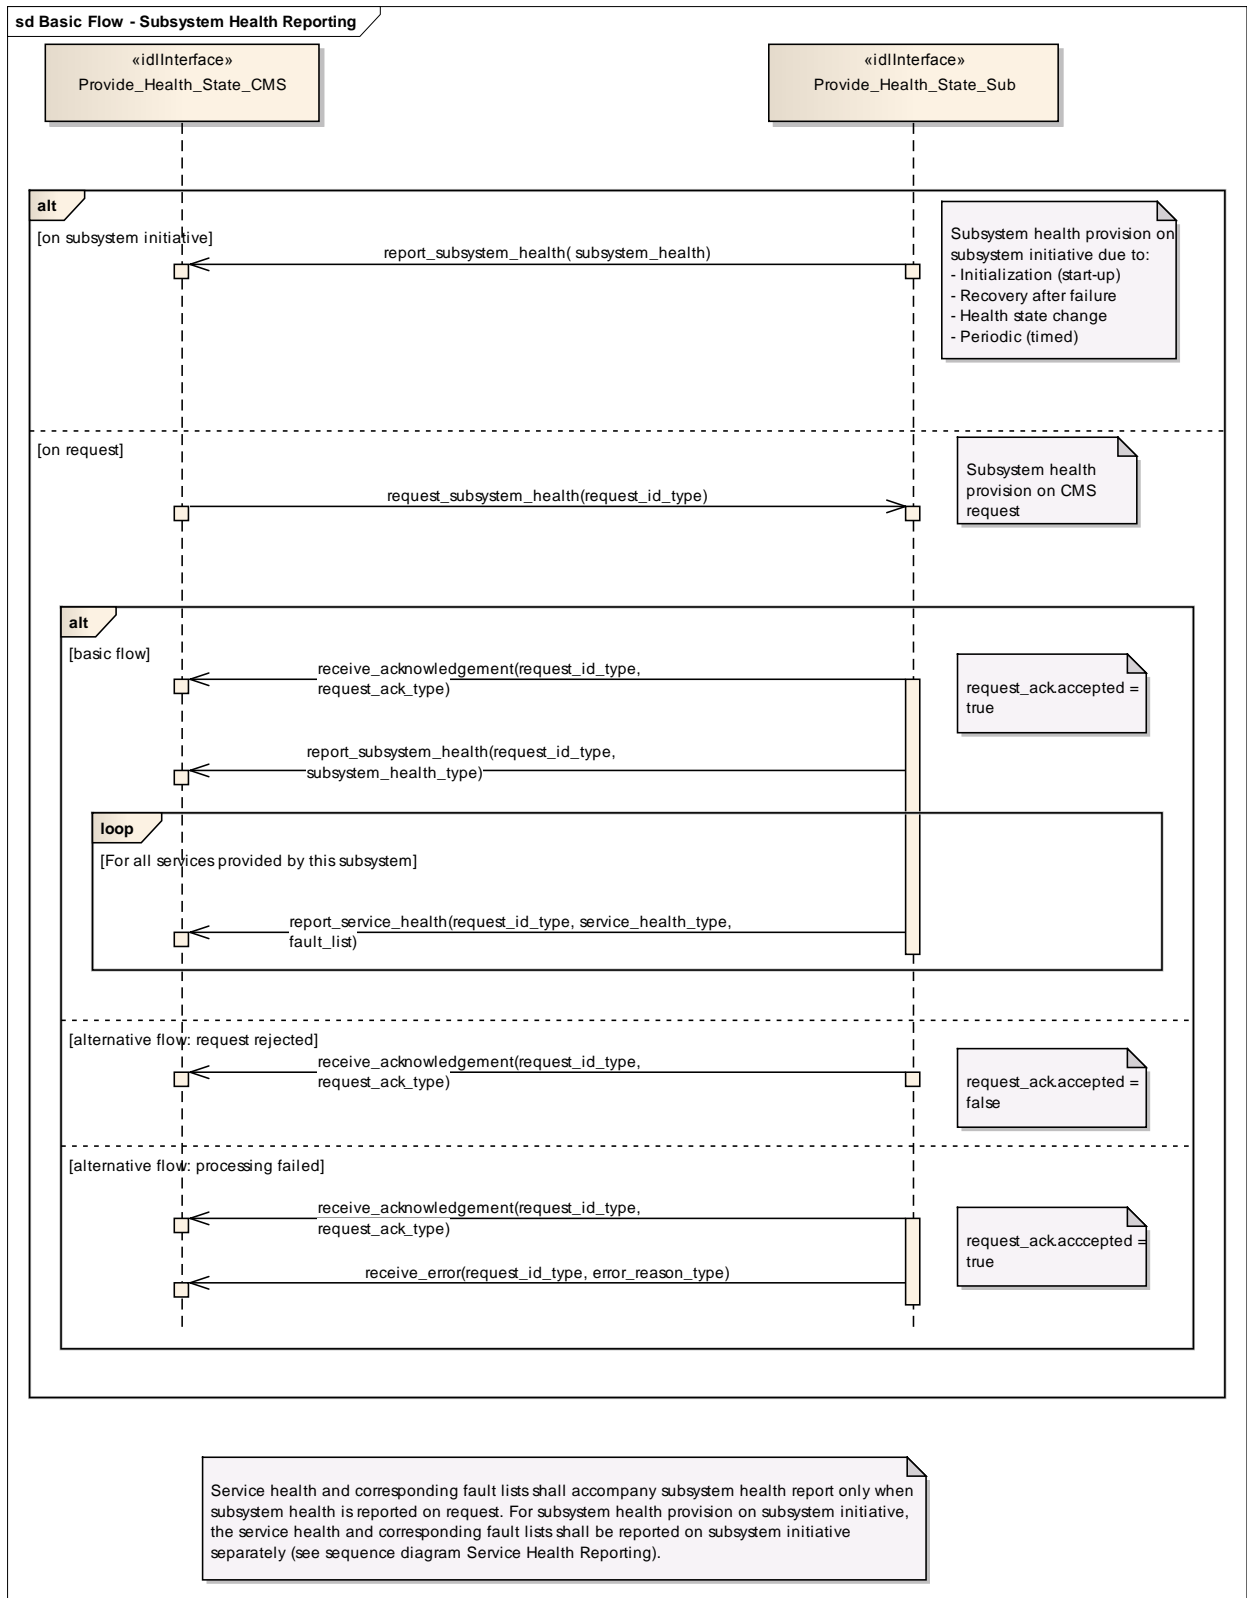 sd Basic Flow - Subsystem Health Reporting
«idlInterface»
Provide_Health_State_CMS
«idlInterface»
Provide_Health_State_Sub
alt
[on subsystem initiative]
report_subsystem_health( subsystem_health)
Subsystem health provision on
subsystem initiative due to:
- Initialization (start-up)
- Recovery after failure
- Health state change
- Periodic (timed)
[on request]
request_subsystem_health(request_id_type)
Subsystem health
provision on CMS
request
alt
[basic flow]
receive_acknowledgement(request_id_type,
request_ack_type)
request_ack.accepted =
true
report_subsystem_health(request_id_type,
subsystem_health_type)
loop
[For all services provided by this subsystem]
report_service_health(request_id_type, service_health_type,
fault_list)
[alternative flow: request rejected]
receive_acknowledgement(request_id_type,
request_ack_type)
request_ack.accepted =
false
[alternative flow: processing failed]
receive_acknowledgement(request_id_type,
request_ack_type)
request_ack.acccepted =
true
receive_error(request_id_type, error_reason_type)
Service health and corresponding fault lists shall accompany subsystem health report only when
subsystem health is reported on request. For subsystem health provision on subsystem initiative,
the service health and corresponding fault lists shall be reported on subsystem initiative
separately (see sequence diagram Service Health Reporting).